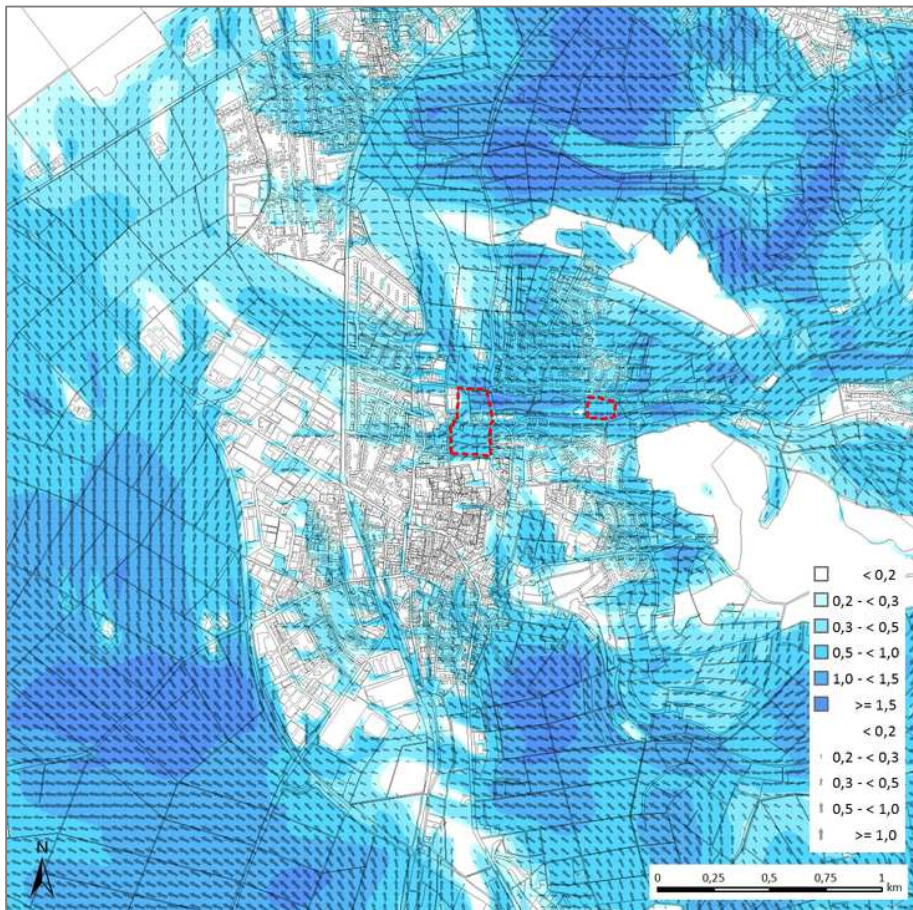 < 0,2
0,2 - < 0,3
0,3 - < 0,5
0,5 - < 1,0
1,0 - < 1,5
>= 1,5
< 0,2
0,2 - < 0,3
0,3 - < 0,5
0,5 - < 1,0
>= 1,0
N
0 0,25 0,5 0,75 1
km